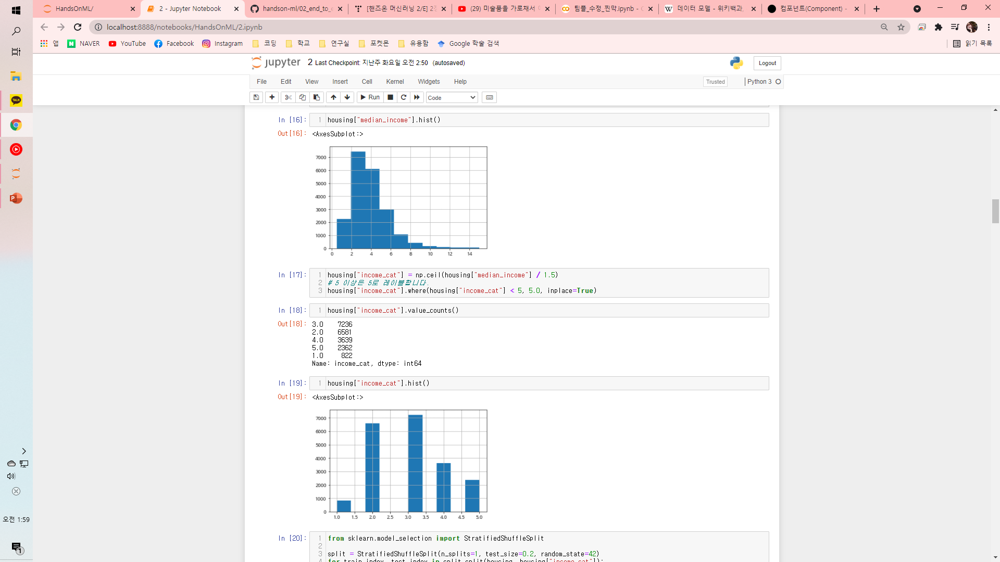 HandsOnML/
2 - Jupyter Notebook
handson-ml/02_end_to_e
[핸즈온 머신러닝 2/E] 2장
(29) 미술품을 가로채서
팀플_수정_찐막.ipynb - C
데이터 모델 - 위키백과,
컴포넌트(Component) -
localhost:8888/notebooks/HandsOnML/2.ipynb
앱 NAVER YouTube Facebook Instagram 코딩 학교 연구실 포켓몬 유용함 Google 학술 검색 읽기 목록
jupyter 2 Last Checkpoint: 지난주 화요일 오전 2:50 (autosaved) Logout
File Edit View Insert Cell Kernel Widgets Help Trusted Python 3
Run Code
In [16]: 1 housing["median_income"].hist()
Out[16]: <AxesSubplot:>
7000
6000
5000
4000
3000
2000
1000
0
0 2 4 6 8 10 12 14
In [17]: 1 housing["income_cat"] = np.ceil(housing["median_income"] / 1.5)
2 # 5 이상은 5로 레이블합니다.
3 housing["income_cat"].where(housing["income_cat"] < 5, 5.0, inplace=True)
In [18]: 1 housing["income_cat"].value_counts()
Out[18]: 3.0 7236
2.0 6581
4.0 3639
5.0 2362
1.0 822
Name: income_cat, dtype: int64
In [19]: 1 housing["income_cat"].hist()
Out[19]: <AxesSubplot:>
7000
6000
5000
4000
3000
2000
1000
0
1.0 1.5 2.0 2.5 3.0 3.5 4.0 4.5 5.0
In [20]: 1 from sklearn.model_selection import StratifiedShuffleSplit
2
3 split = StratifiedShuffleSplit(n_splits=1, test_size=0.2, random_state=42)
4 for train_index, test_index in split.split(housing, housing["income_cat"]):
TALK
오전 1:59
1